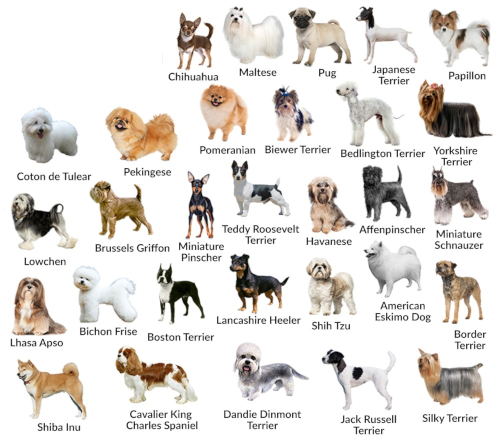 Chihuahua
Maltese
Pug
Japanese
Terrier
Papillon
Coton de Tulear
Pekingese
Pomeranian
Biewer Terrier
Bedlington Terrier
Yorkshire
Terrier
Lowchen
Brussels Griffon
Miniature
Pinscher
Teddy Roosevelt
Terrier
Havanese
Affenpinscher
Miniature
Schnauzer
Lhasa Apso
Bichon Frise
Boston Terrier
Lancashire Heeler
Shih Tzu
American
Eskimo Dog
Border
Terrier
Shiba Inu
Cavalier King
Charles Spaniel
Dandie Dinmont
Terrier
Jack Russell
Terrier
Silky Terrier